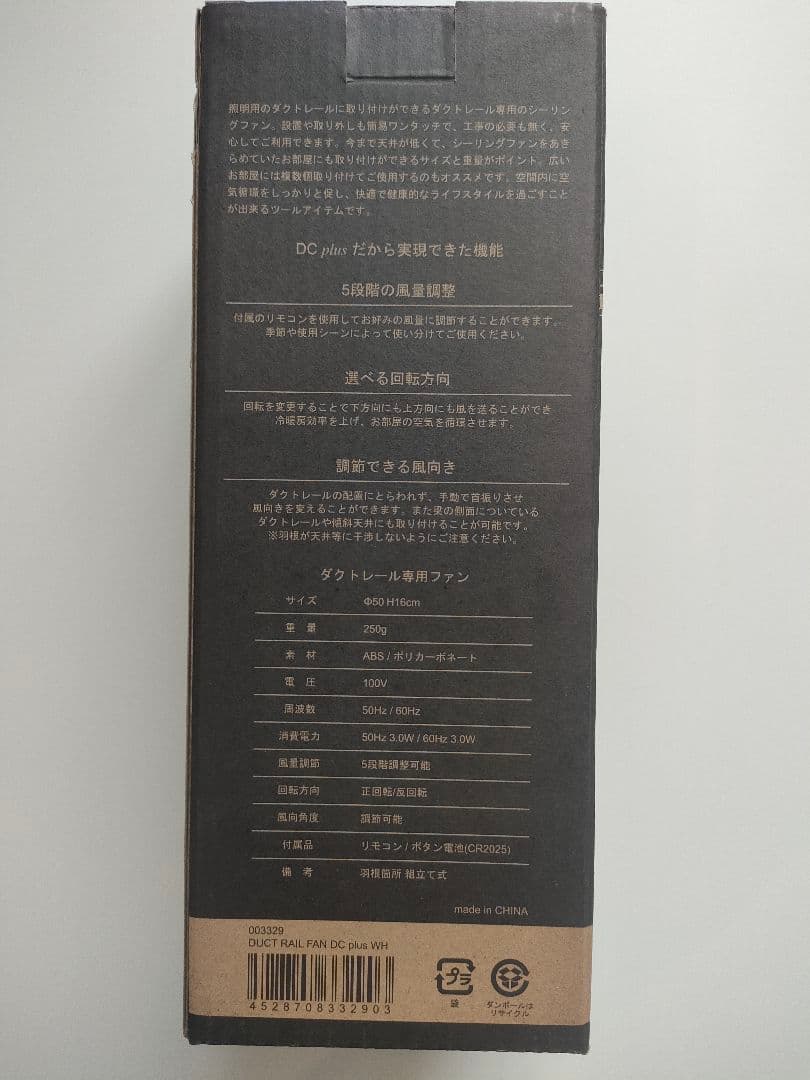 照明用のダクトレールに取り付けができるダクトレール専用のシーリン
グファン。設置や取り外しも簡易ワンタッチで、工事の必要も無く、安
心してご利用できます。今まで天井が低くて、シーリングファンをあき
らめていたお部屋にも取り付けができるサイズと重量がポイント。広い
お部屋には複数個取り付けてご使用するのもオススメです。空間内に空
気循環をしっかりと促し、快適で健康的なライフスタイルを過ごすこと
が出来るツールアイテムです。
DC plus だから実現できた機能
5段階の風量調整
付属のリモコンを使用してお好みの風量に調節することができます。
季節や使用シーンによって使い分けてご使用ください。
選べる回転方向
回転を変更することで下方向にも上方向にも風を送ることができ
冷暖房効率を上げ、お部屋の空気を循環させます。
調節できる風向き
ダクトレールの配置にとらわれず、手動で首振りさせ
風向きを変えることができます。また梁の側面についている
ダクトレールや傾斜天井にも取り付けることが可能です。
※羽根が天井等に干渉しないようにご注意ください。
ダクトレール専用ファン
サイズ Φ50 H16cm
重 量 250g
素 材 ABS / ポリカーボネート
電 圧 100V
周波数 50Hz / 60Hz
消費電力 50Hz 3.0W / 60Hz 3.0W
風量調節 5段階調整可能
回転方向 正回転/反回転
風向角度 調節可能
付属品 リモコン / ボタン電池(CR2025)
備 考 羽根箇所 組立て式
made in CHINA
003329
DUCT RAIL FAN DC plus WH
4528708332903
プラ
袋
ダンボールは
リサイクル